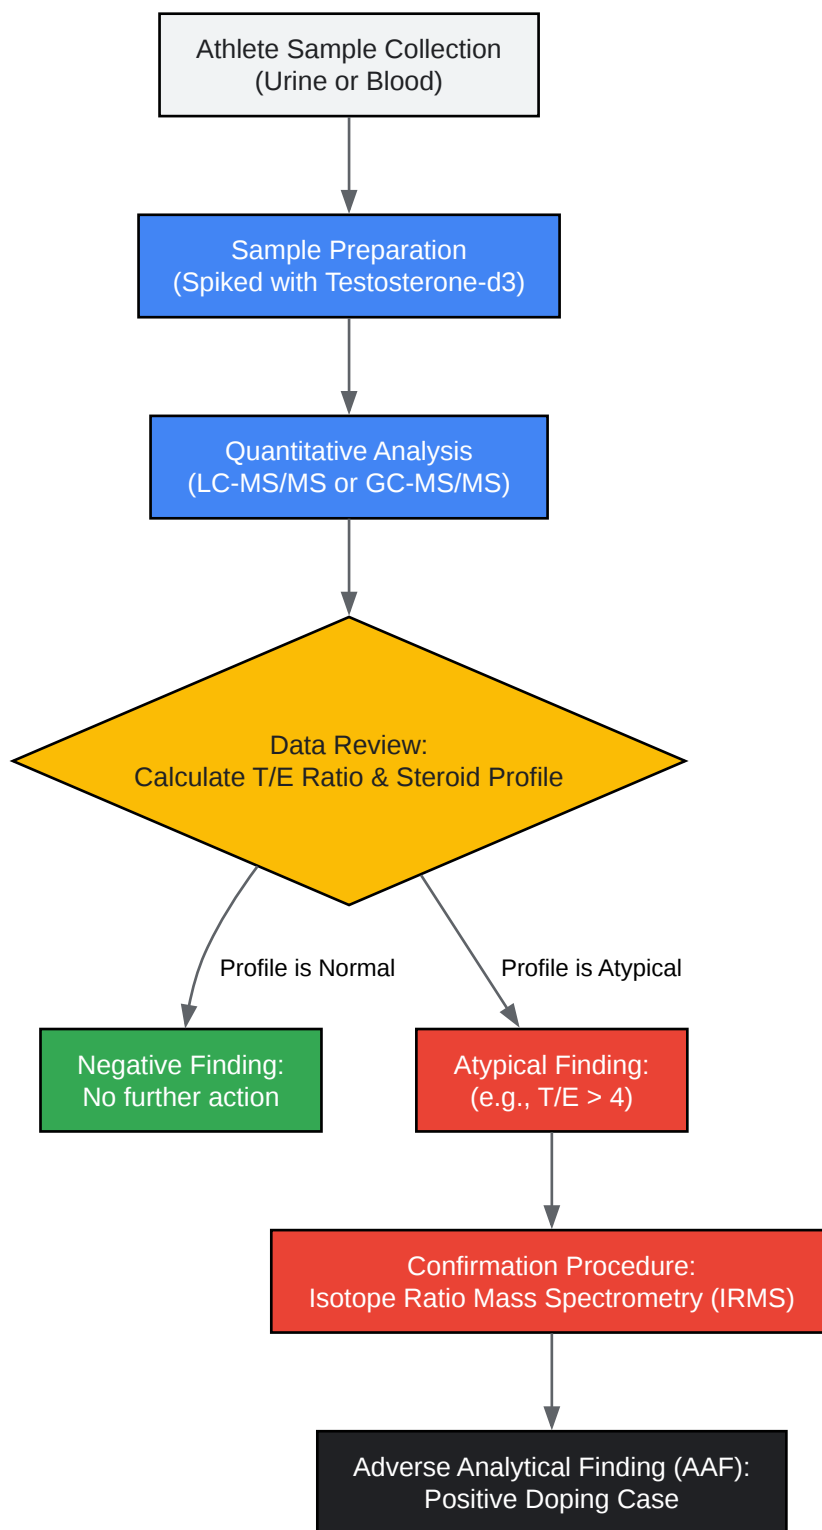 Athlete Sample Collection
(Urine or Blood)
Sample Preparation
(Spiked with Testosterone-d3)
Quantitative Analysis
(LC-MS/MS or GC-MS/MS)
Data Review:
Calculate T/E Ratio & Steroid Profile
Profile is Normal
Profile is Atypical
Negative Finding:
No further action
Atypical Finding:
(e.g., T/E > 4)
Confirmation Procedure:
Isotope Ratio Mass Spectrometry (IRMS)
Adverse Analytical Finding (AAF):
Positive Doping Case